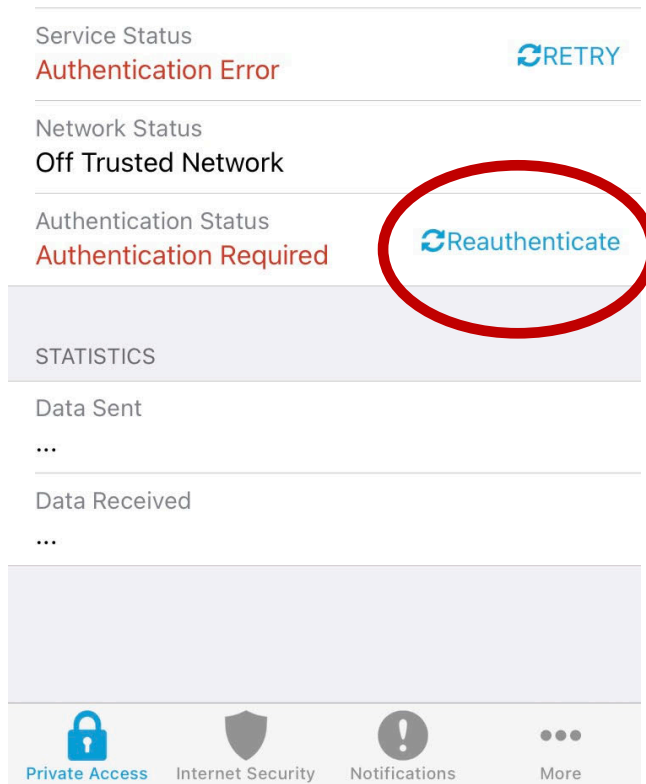 Service Status
Authentication Error
RETRY
Network Status
Off Trusted Network
Authentication Status
Authentication Required
Reauthenticate
STATISTICS
Data Sent
...
Data Received
...
Private Access Internet Security Notifications More